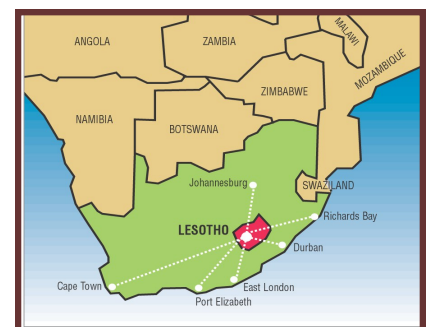 ANGOLA
ZAMBIA
MALAWI
MOZAMBIQUE
ZIMBABWE
NAMIBIA
BOTSWANA
Johannesburg
SWAZILAND
Richards Bay
LESOTHO
Durban
Cape Town
East London
Port Elizabeth